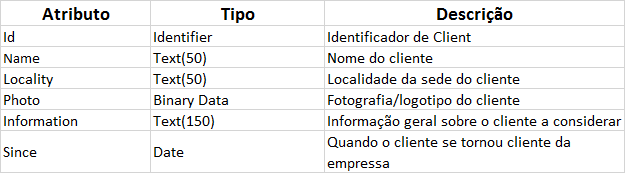 Atributo Tipo Descrição
Id Identifier Identificador de Client
Name Text(50) Nome do cliente
Locality Text(50) Localidade da sede do cliente
Photo Binary Data Fotografia/logotipo do cliente
Information Text(150) Informação geral sobre o cliente a considerar
Since Date Quando o cliente se tornou cliente da
empressa